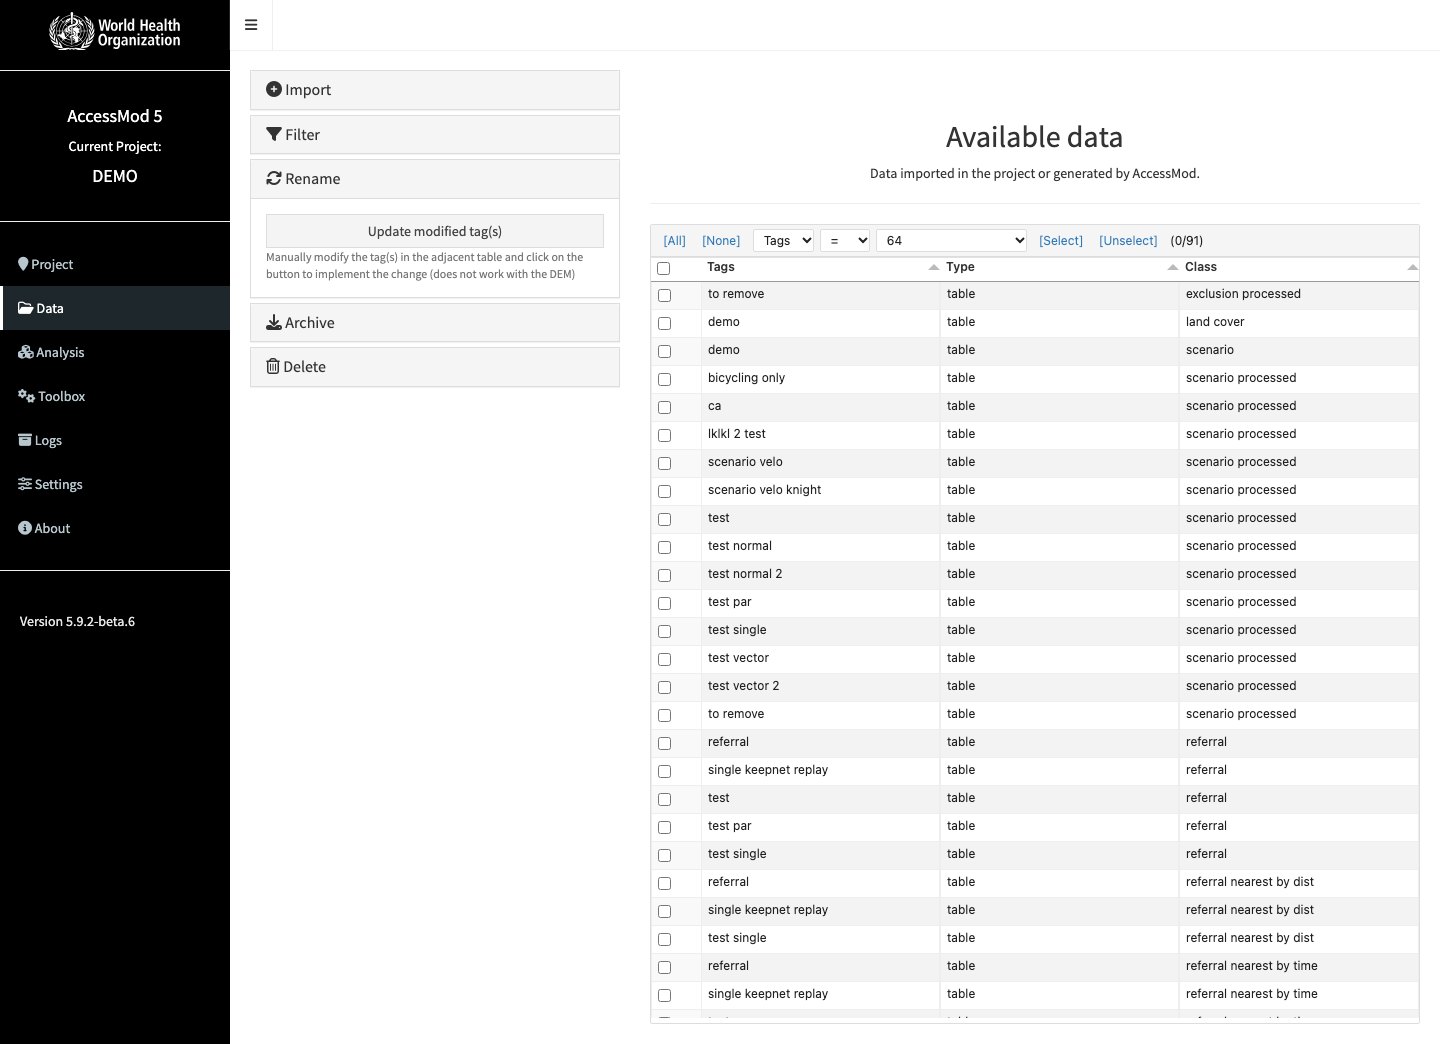 World Health
Organization
AccessMod 5
Current Project:
DEMO
Project
Data
Analysis
Toolbox
Logs
Settings
About
Version 5.9.2-beta.6
Import
Filter
Rename
Update modified tag(s)
Manually modify the tag(s) in the adjacent table and click on the
button to implement the change (does not work with the DEM)
Archive
Delete
Available data
Data imported in the project or generated by AccessMod.
[All] [None] Tags = 64 [Select] [Unselect] (0/91)
Tags Type Class
to remove table exclusion processed
demo table land cover
demo table scenario
bicycling only table scenario processed
ca table scenario processed
lklkl 2 test table scenario processed
scenario velo table scenario processed
scenario velo knight table scenario processed
test table scenario processed
test normal table scenario processed
test normal 2 table scenario processed
test par table scenario processed
test single table scenario processed
test vector table scenario processed
test vector 2 table scenario processed
to remove table scenario processed
referral table referral
single keepnet replay table referral
test table referral
test par table referral
test single table referral
referral table referral nearest by dist
single keepnet replay table referral nearest by dist
test single table referral nearest by dist
referral table referral nearest by time
single keepnet replay table referral nearest by time